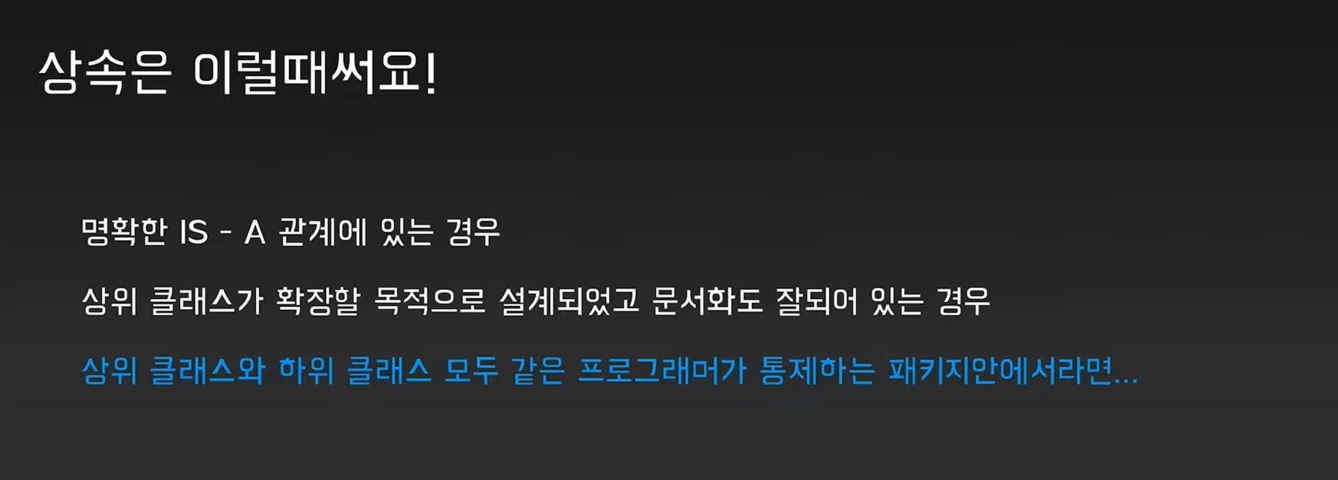 상속은 이럴때써요!
명확한 IS - A 관계에 있는 경우
상위 클래스가 확장할 목적으로 설계되었고 문서화도 잘되어 있는 경우
상위 클래스와 하위 클래스 모두 같은 프로그래머가 통제하는 패키지안에서라면...